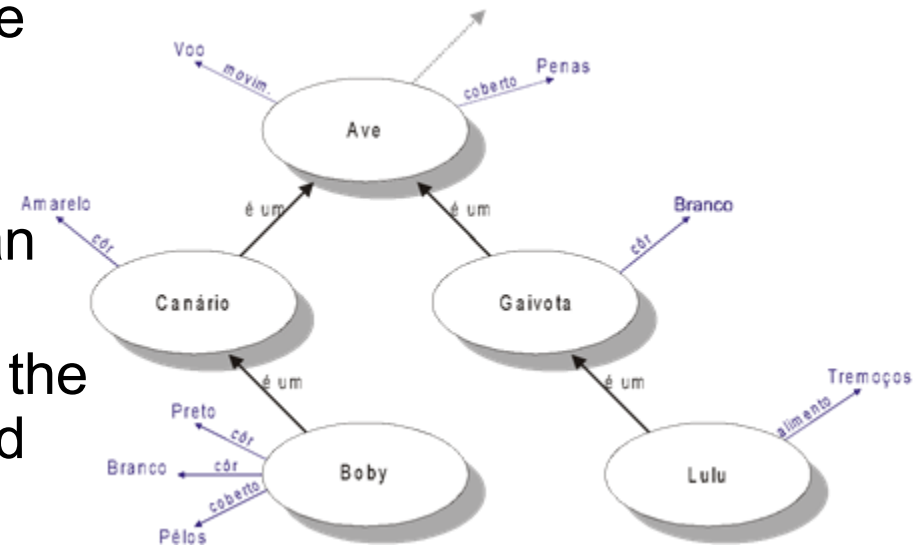 e
Voo
movim.
coberto
Penas
Ave
Amarelo
côr
é um
é um
Branco
côr
an
Canário
Gaivota
the
d
é um
é um
Preto
côr
Branco
côr
coberto
Pêlos
Boby
Tremoços
alimento
Lulu